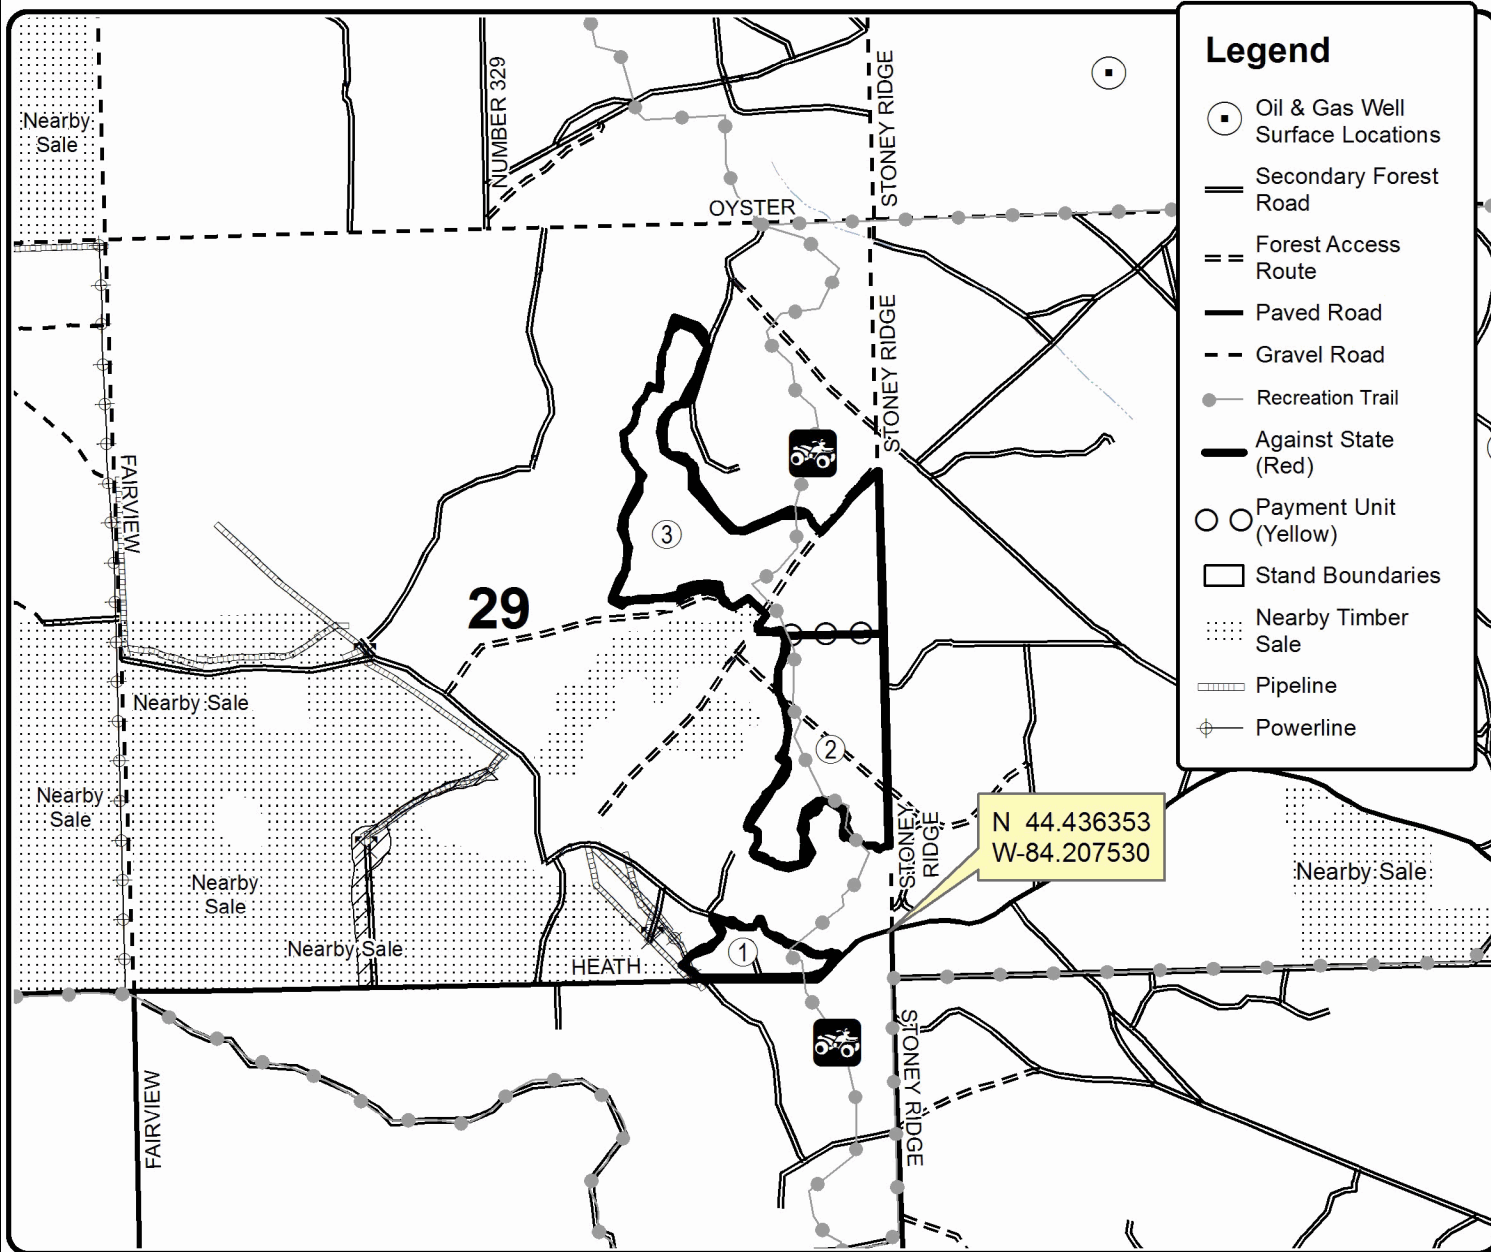 Legend
Oil & Gas Well
Surface Locations
Secondary Forest
Road
Forest Access
Route
Paved Road
Gravel Road
Recreation Trail
Against State
(Red)
Payment Unit
(Yellow)
Stand Boundaries
Nearby Timber
Sale
Pipeline
Powerline
NUMBER 329
STONEY RIDGE
Nearby
Sale
OYSTER
STONEY RIDGE
FAIRVIEW
3
29
Nearby Sale
2
Nearby
Sale
STONEY
RIDGE
N 44.436353
W-84.207530
Nearby Sale
Nearby
Sale
Nearby Sale
1
HEATH
STONEY RIDGE
FAIRVIEW